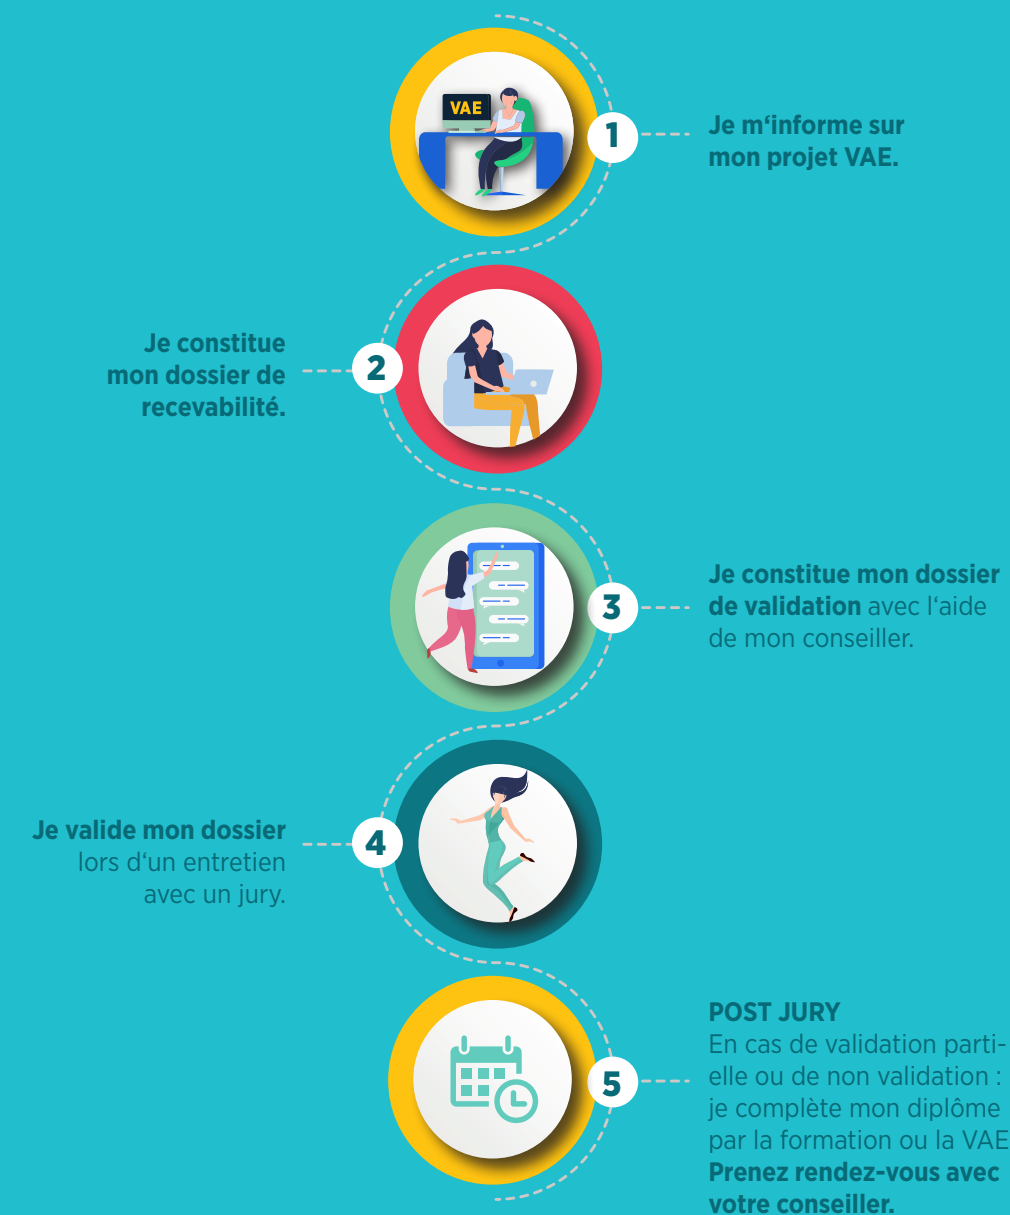 VAE
1
Je m‘informe sur
mon projet VAE.
Je constitue
mon dossier de
recevabilité.
2
3
Je constitue mon dossier
de validation avec l‘aide
de mon conseiller.
Je valide mon dossier
lors d‘un entretien
avec un jury.
4
5
POST JURY
En cas de validation parti-
elle ou de non validation :
je complète mon diplôme
par la formation ou la VAE
Prenez rendez-vous avec
votre conseiller.